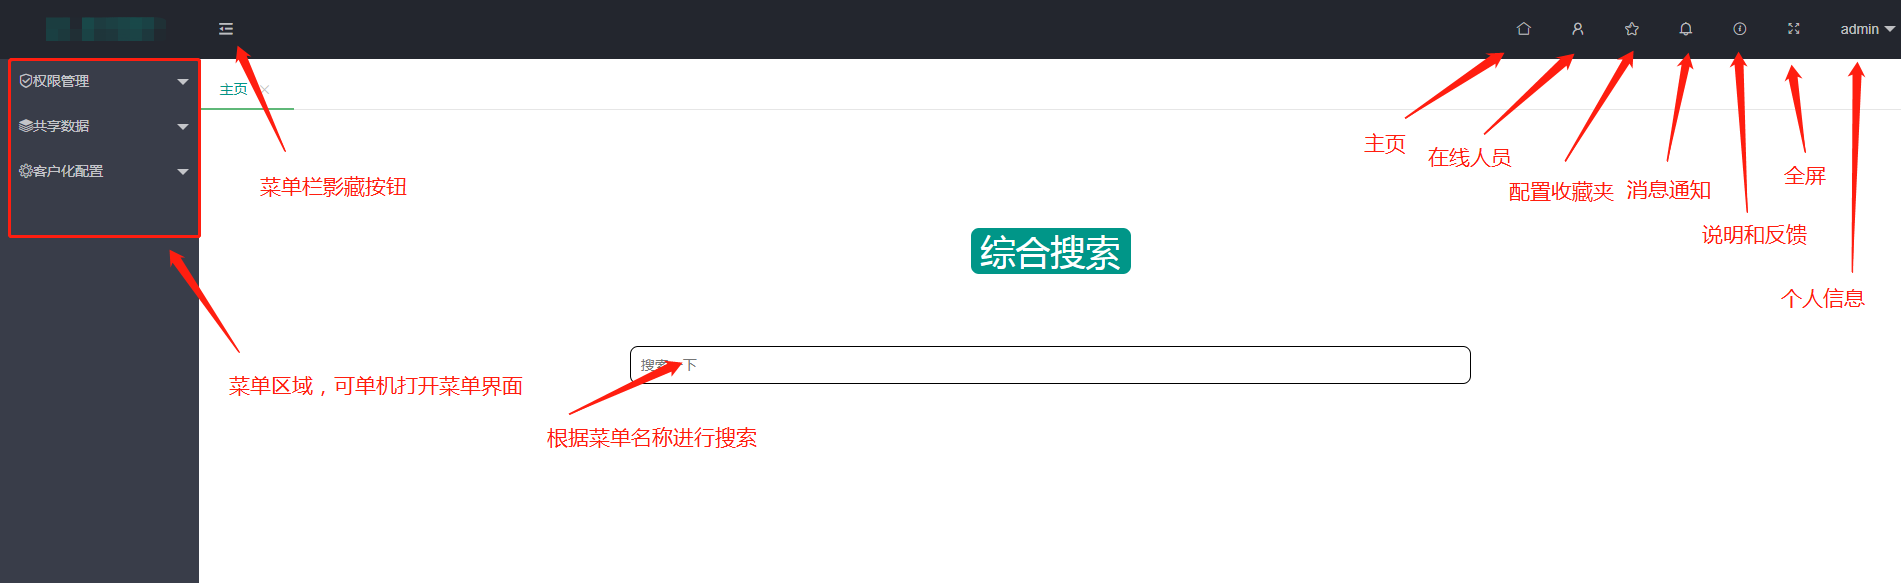 admin
权限管理
共享数据
客户化配置
主页
菜单栏影藏按钮
主页
在线人员
配置收藏夹
消息通知
全屏
说明和反馈
个人信息
综合搜索
搜索一下
菜单区域，可单机打开菜单界面
根据菜单名称进行搜索